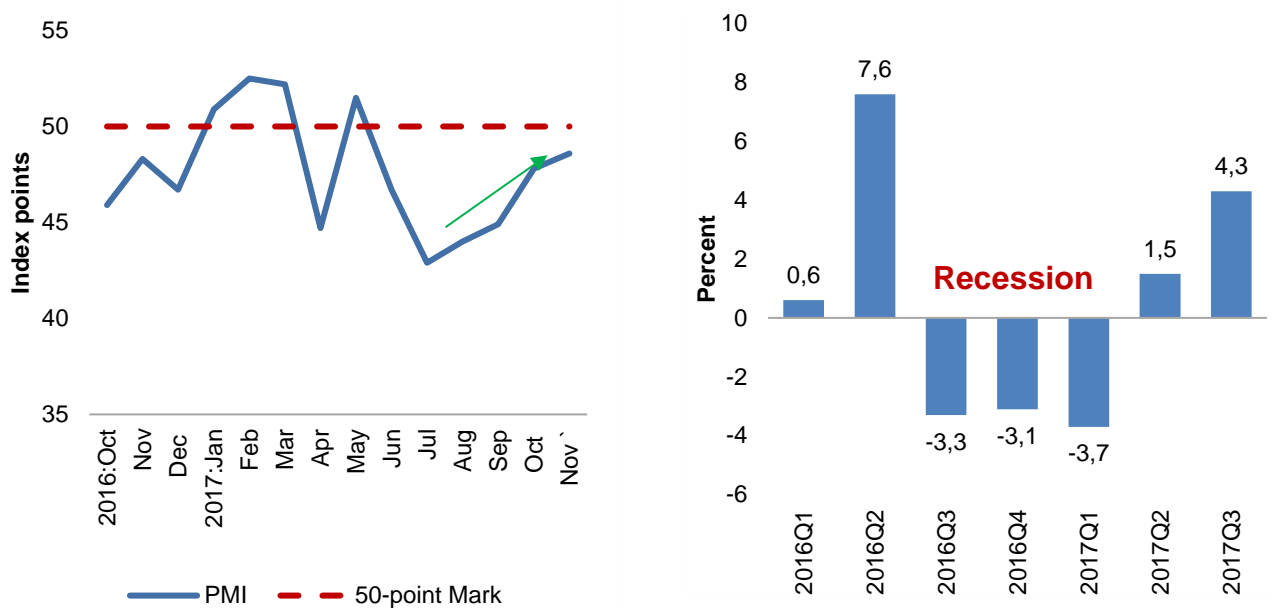 Index points
55
50
45
40
35
2016:Oct
Nov
Dec
2017:Jan
Feb
Mar
Apr
May
Jun
Jul
Aug
Sep
Oct
Nov `
PMI
50-point Mark
Percent
10
8
6
4
2
0
-2
-4
-6
0,6
7,6
-3,3
-3,1
-3,7
1,5
4,3
Recession
2016Q1
2016Q2
2016Q3
2016Q4
2017Q1
2017Q2
2017Q3